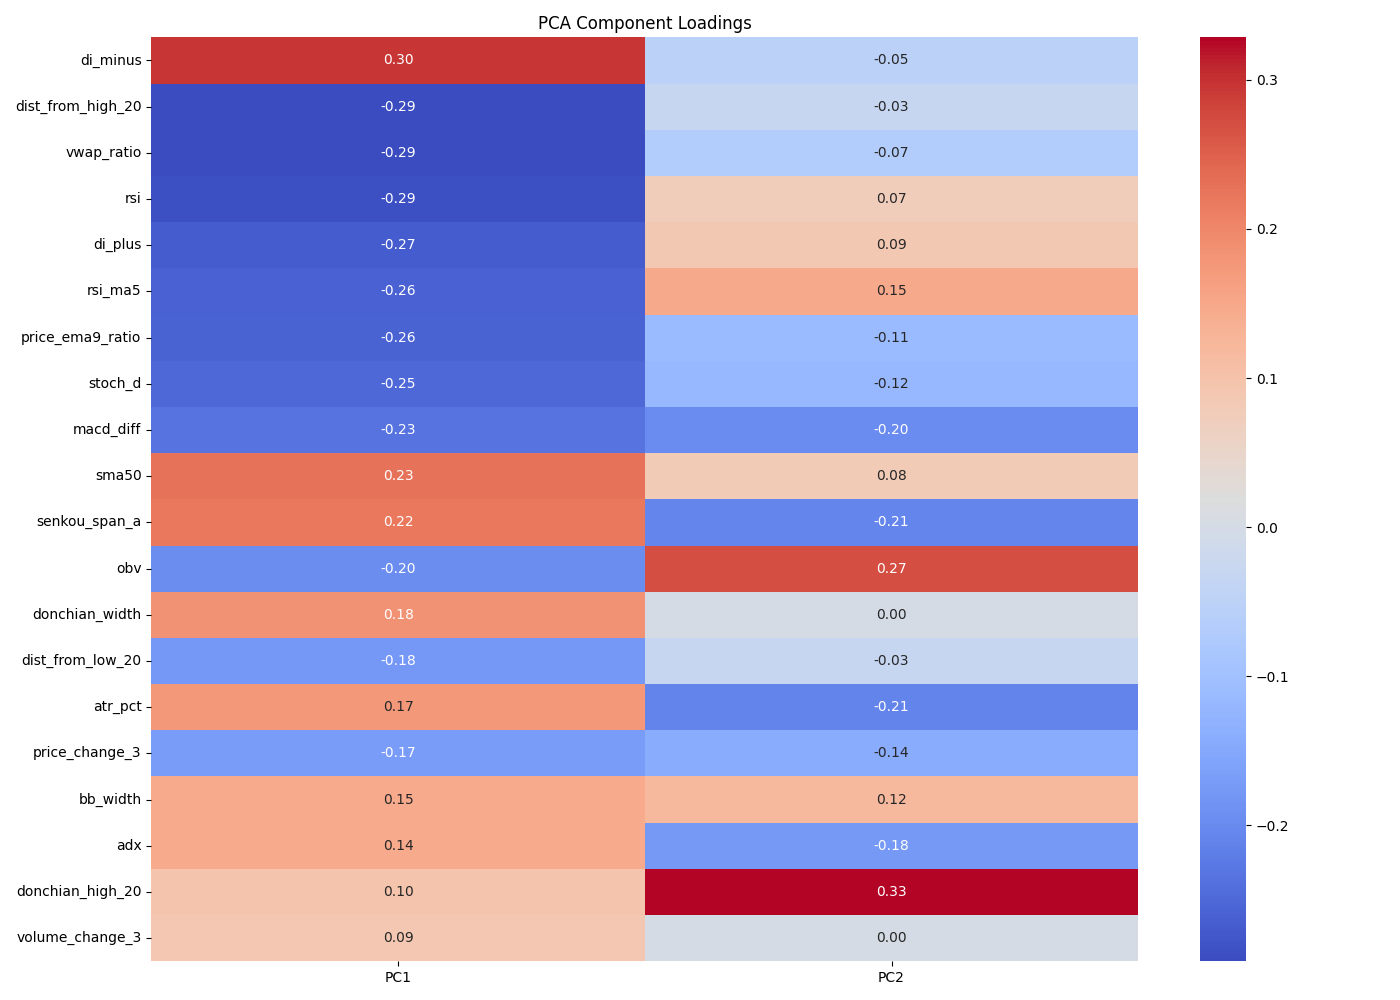 PCA Component Loadings
di_minus 0.30 -0.05
dist_from_high_20 -0.29 -0.03
vwap_ratio -0.29 -0.07
rsi -0.29 0.07
di_plus -0.27 0.09
rsi_ma5 -0.26 0.15
price_ema9_ratio -0.26 -0.11
stoch_d -0.25 -0.12
macd_diff -0.23 -0.20
sma50 0.23 0.08
senkou_span_a 0.22 -0.21
obv -0.20 0.27
donchian_width 0.18 0.00
dist_from_low_20 -0.18 -0.03
atr_pct 0.17 -0.21
price_change_3 -0.17 -0.14
bb_width 0.15 0.12
adx 0.14 -0.18
donchian_high_20 0.10 0.33
volume_change_3 0.09 0.00
PC1 PC2
0.3
0.2
0.1
0.0
−0.1
−0.2